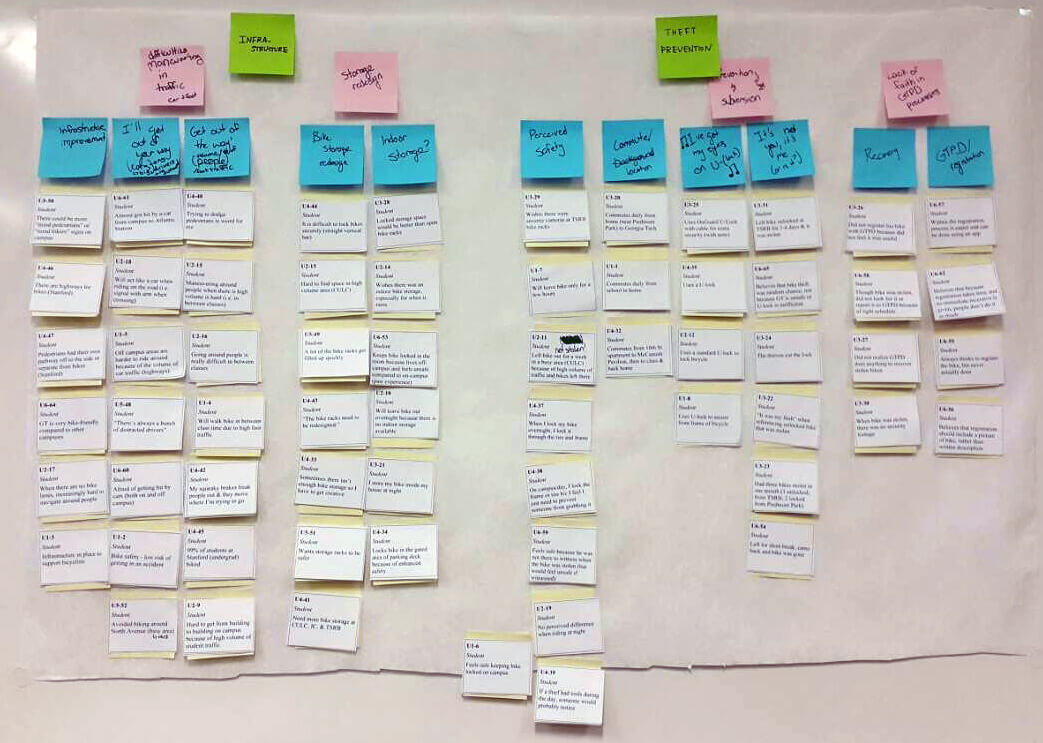 INFRA-
STRUCTURE
THEFT
PREVENTION
difficulties
maneuvering
in
traffic
Storage
redesign
Lack of
faith in
GTPD
Infrastructure
improvement
I'll get
out of
your way
Get out of
the way!
(people)
Bike
Storage
redesign
Indoor
Storage?
Perceived
Safety
Commute/
background
location
I've got
my eyes
on U-(lock)
It's not
you, it's
me
Recovery
GTPD/
registration
U3-50
Student
There could be more
"yield pedestrians" or
"yield bikers" signs on
campus
U4-46
Student
There are highways for
bikes (Stanford)
U4-47
Student
Pedestrians had their own
pathway off to the side or
separate from bikes
(Stanford)
U6-64
Student
GT is very bike-friendly
compared to other
campuses
U2-17
Student
When there are no bike
lanes, increasingly hard to
navigate around people
U1-3
Student
Infrastructure in place to
support bicyclists
U6-63
Student
Almost got hit by a car
from campus to Atlantic
Station
U2-10
Student
Will act like a car when
riding on the road (i.e.
signal with arm when
crossing)
U1-5
Student
Off campus areas are
harder to ride around
because of the volume of
car traffic (highways)
U5-48
Student
"There's always a bunch
of distracted drivers"
U6-60
Student
Afraid of getting hit by
cars (both on and off
campus)
U1-2
Student
Bike safety - low risk of
getting in an accident
U5-52
Student
Avoided biking around
North Avenue (busy area)
U4-40
Student
Trying to dodge
pedestrians is worst for
me
U2-15
Student
Maneuvering around
people when there is high
volume is hard (i.e. in
between classes)
U2-16
Student
Going around people is
really difficult in between
classes
U1-4
Student
Will walk bike in between
class time due to high foot
traffic
U4-42
Student
My squeaky brakes freak
people out & they move
where I'm trying to go
U4-45
Student
99% of students at
Stanford (undergrad)
biked
U2-9
Student
Hard to get from building
to building on campus
because of high volume of
student traffic
U4-44
Student
It is difficult to lock bikes
securely (straight
vertical bar)
U2-13
Student
Hard to find space in high
volume area (CULC)
U5-49
Student
A lot of the bike racks get
filled up quickly
U4-43
Student
"The bike racks need to
be redesigned"
U4-35
Student
Sometimes there isn't
enough bike storage so I
have to get creative
U5-51
Student
Wants storage racks to be
safer
U4-41
Student
Need more bike storage at
CULC, IC, & TSRB
U3-28
Student
Locked storage space
would be better than open
bike racks
U2-14
Student
Wishes there was an
indoor bike storage,
especially for when it
rains
U6-53
Student
Keeps bike locked in the
room because lives off-
campus and feels unsafe
compared to on-campus
(past experience)
U2-18
Student
Will leave bike out
overnight because there is
no indoor storage
available
U3-21
Student
I store my bike inside my
house at night
U4-34
Student
Locks bike in the gated
area of parking deck
because of enhanced
safety
U3-29
Student
Wishes there were
security cameras at TSRB
bike racks
U1-7
Student
Will leave bike only for a
few hours
U2-11
Student
not stolen
Left bike out for a week
in a busy area (CULC)
because of high volume of
traffic and bikes left there
U4-37
Student
When I lock my bike
overnight, I lock it
through the tire and frame
U4-38
Student
On campus/day, I lock the
frame or tire b/c I feel I
just need to prevent
someone from grabbing it
U6-59
Student
Feels safe because he was
not there to witness when
the bike was stolen (but
would feel unsafe if
witnessed)
U2-19
Student
No perceived difference
when riding at night
U1-6
Student
Feels safe keeping bike
locked on campus
U4-39
Student
If a thief had tools during
the day, someone would
probably notice
U3-20
Student
Commutes daily from
home (near Piedmont
Park) to Georgia Tech
U1-1
Student
Commutes daily from
school to home
U4-32
Student
Commutes from 10th St
apartment to McCamish
Pavilion, then to class &
back home
U3-25
Student
Uses OnGuard U-Lock
with cable for extra
security (with tires)
U4-33
Student
Uses a U-lock
U2-12
Student
Uses a standard U-lock to
lock bicycle
U1-8
Student
Uses U-lock to secure
front frame of bicycle
U3-31
Student
Left bike unlocked at
TSRB for 3-4 days & it
was stolen
U6-65
Student
Believes that bike theft
was random chance, not
because GT is unsafe or
U-lock is inefficient
U3-24
Student
The thieves cut the lock
U3-22
Student
"It was my fault" when
referencing unlocked bike
that was stolen
U3-23
Student
Had three bikes stolen in
one month (1 unlocked
from TSRB, 2 locked
from Piedmont Park)
U6-54
Student
Left for short break, came
back and bike was gone
U3-26
Student
Did not register his bike
with GTPD because did
not feel it was useful
U6-58
Student
Though bike was stolen,
did not look for it or
report it to GTPD because
of tight schedule
U3-27
Student
Did not realize GTPD
does anything to recover
stolen bikes
U3-30
Student
When bike was stolen,
there was no security
footage
U6-57
Student
Wishes the registration
process is easier and can
be done using an app
U6-62
Student
Believes that because
registration takes time, and
no immediate incentive is
given, people don't do it
U6-55
Student
Always thinks to register
the bike, but never
actually does
U6-56
Student
Believes that registration
should include a picture
of bike, rather than
written description